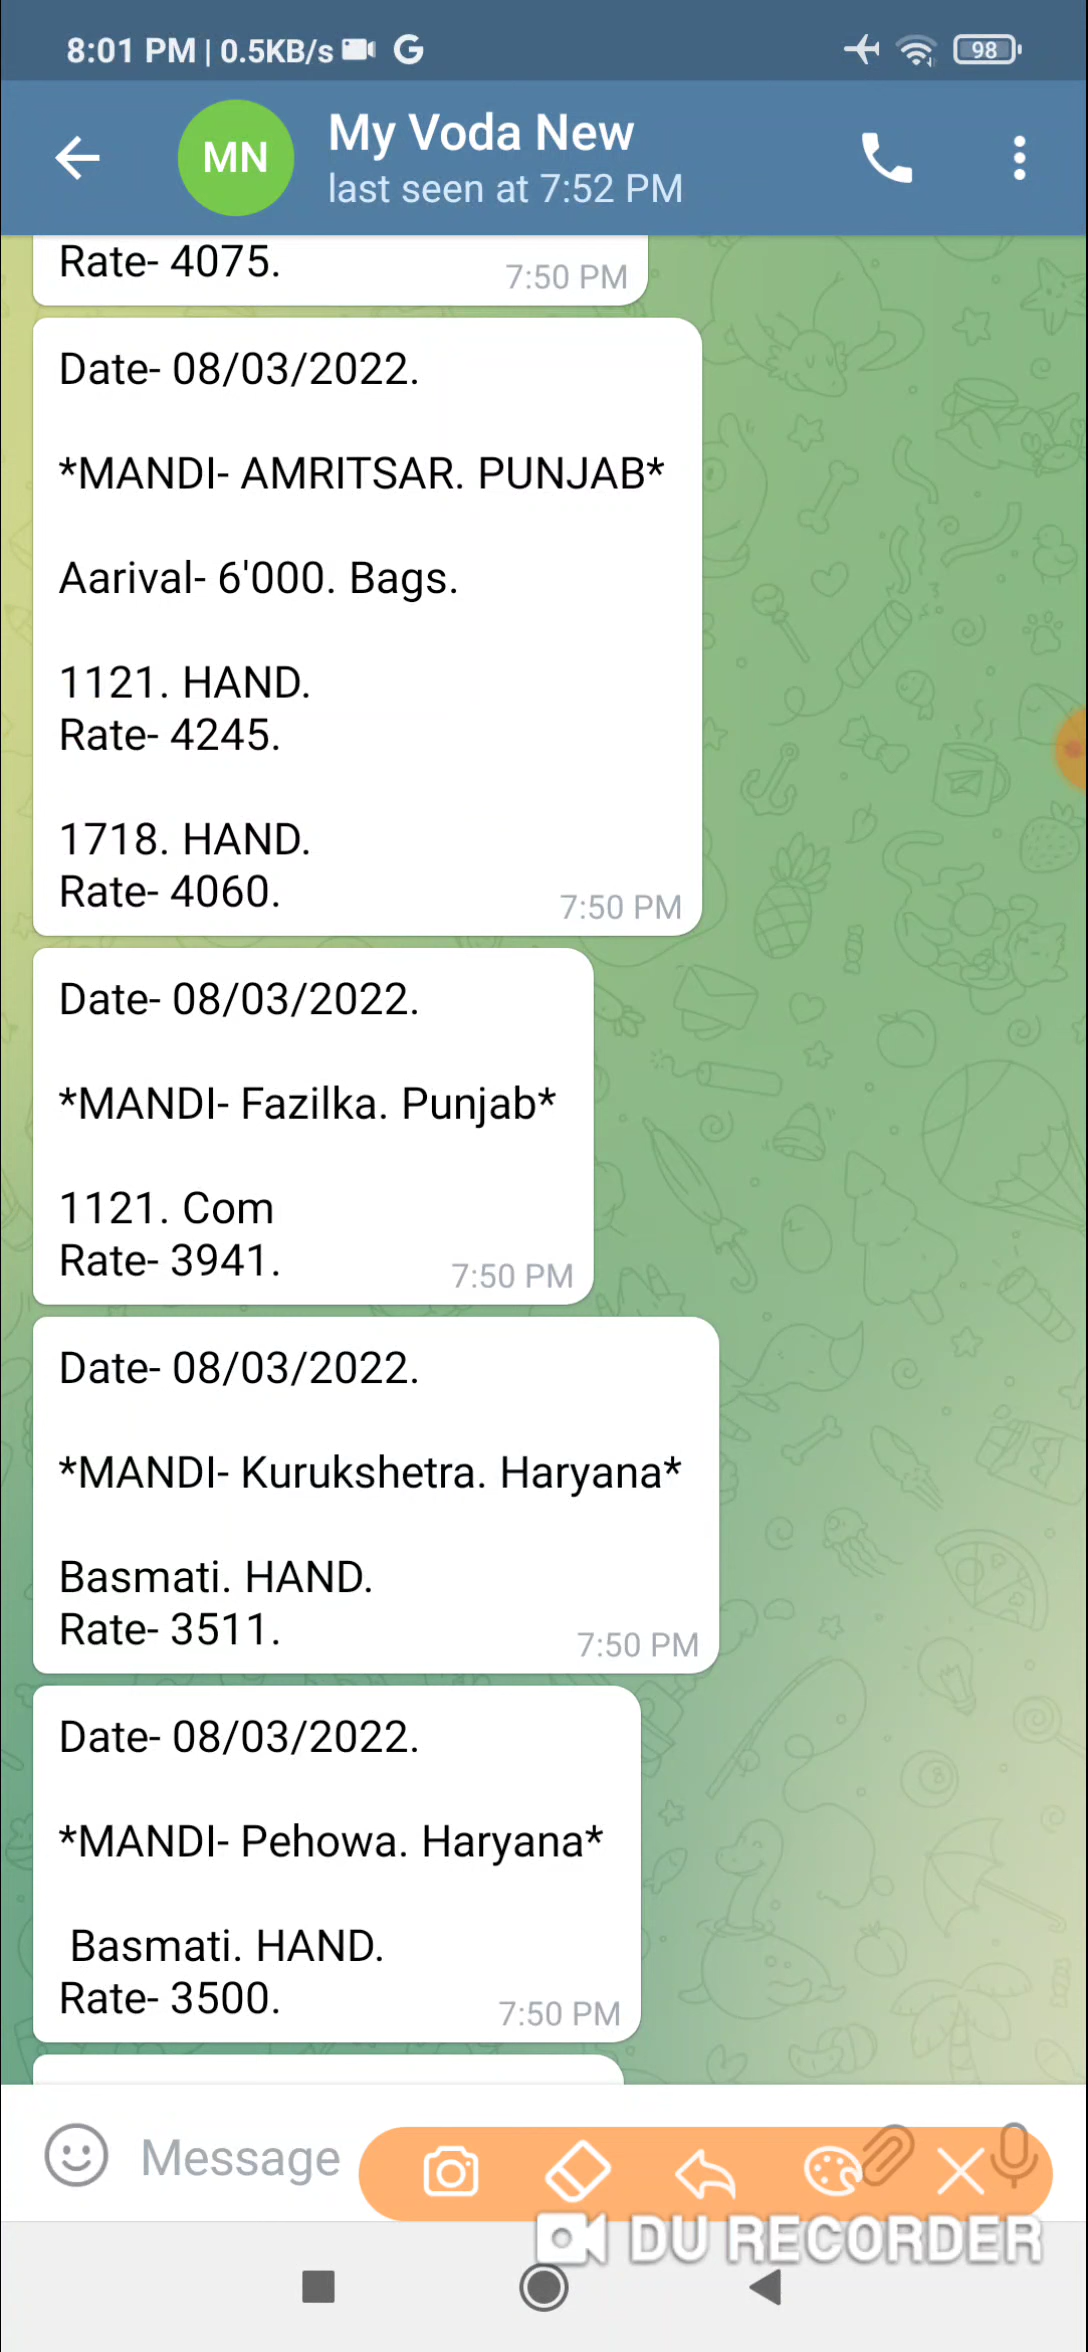 8:01 PM | 0.5KB/s G 98
MN
My Voda New
last seen at 7:52 PM
Rate- 4075.
7:50 PM
Date- 08/03/2022.
*MANDI- AMRITSAR. PUNJAB*
Aarival- 6'000. Bags.
1121. HAND.
Rate- 4245.
1718. HAND.
Rate- 4060.
7:50 PM
Date- 08/03/2022.
*MANDI- Fazilka. Punjab*
1121. Com
Rate- 3941.
7:50 PM
Date- 08/03/2022.
*MANDI- Kurukshetra. Haryana*
Basmati. HAND.
Rate- 3511.
7:50 PM
Date- 08/03/2022.
*MANDI- Pehowa. Haryana*
Basmati. HAND.
Rate- 3500.
7:50 PM
Message
DU RECORDER